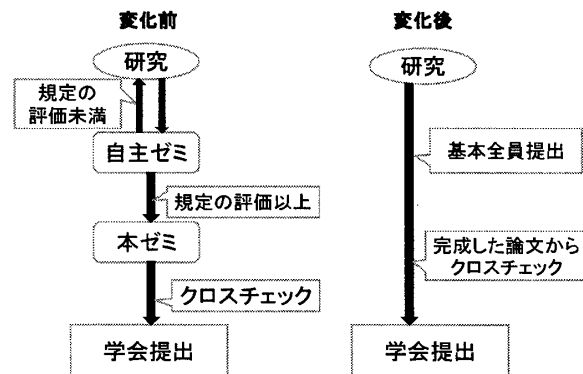 変化前
研究
規定の
評価未満
自主ゼミ
規定の評価以上
本ゼミ
クロスチェック
学会提出
変化後
研究
基本全員提出
完成した論文から
クロスチェック
学会提出